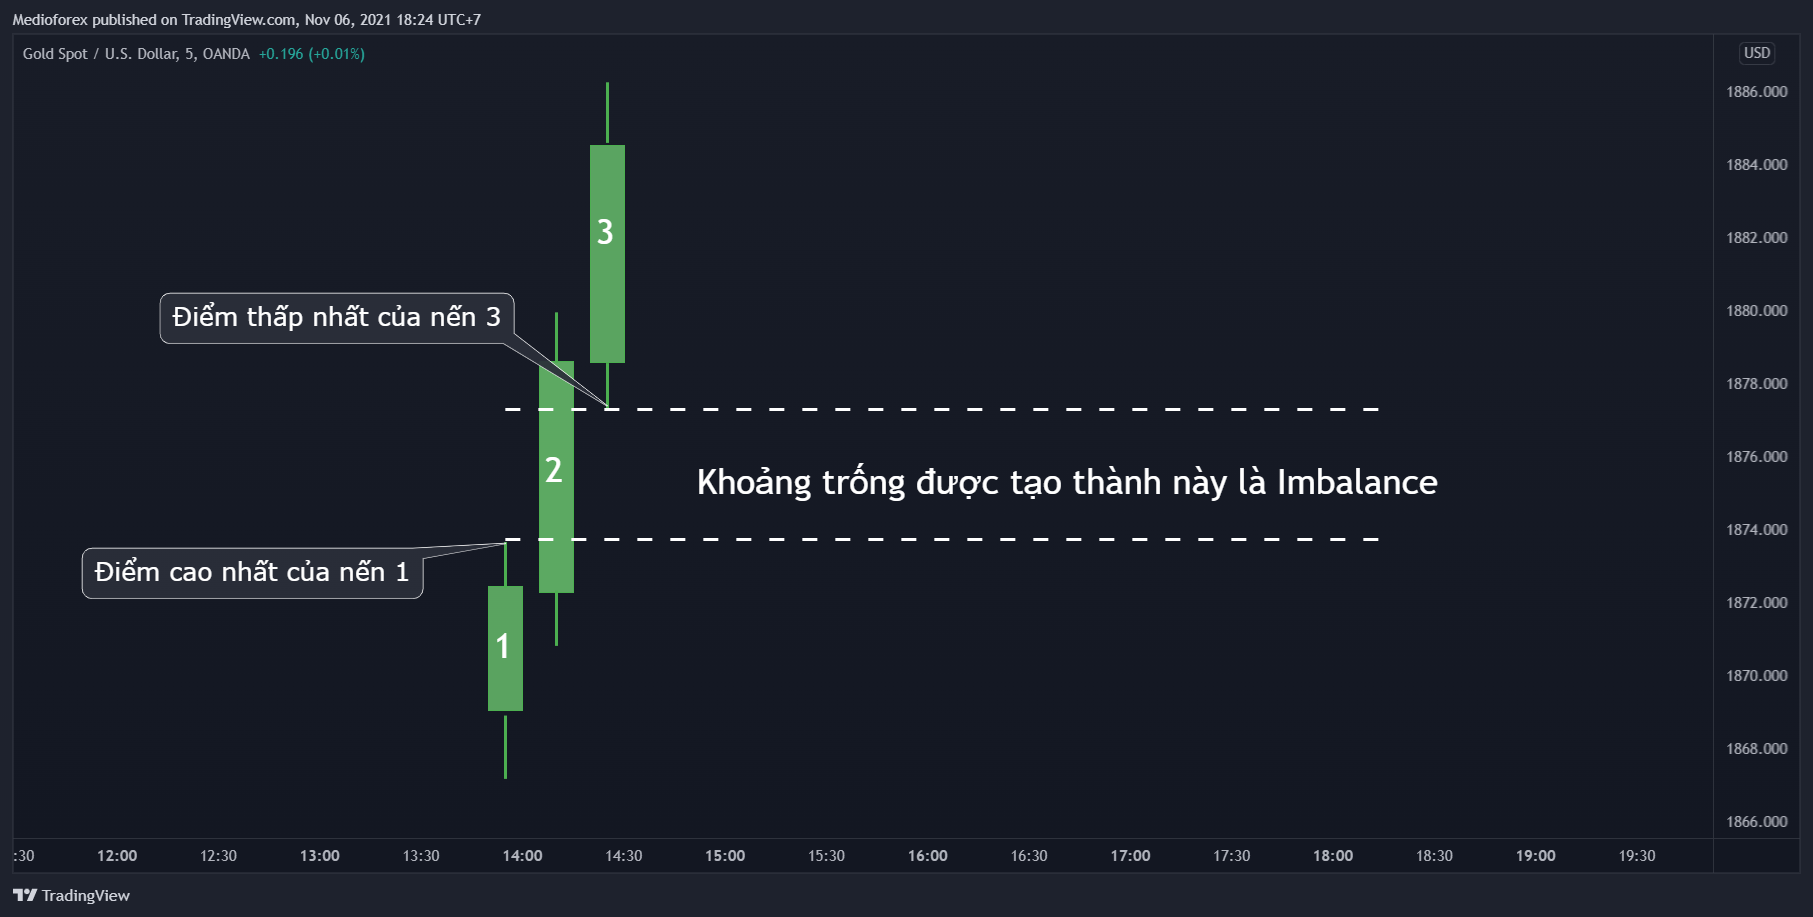 Medioforex published on TradingView.com, Nov 06, 2021 18:24 UTC+7
Gold Spot / U.S. Dollar, 5, OANDA +0.196 (+0.01%)
USD
1886.000
1884.000
3
1882.000
Điểm thấp nhất của nến 3
1880.000
1878.000
1876.000
2
Khoảng trống được tạo thành này là Imbalance
1874.000
Điểm cao nhất của nến 1
1872.000
1
1870.000
1868.000
1866.000
:30 12:00 12:30 13:00 13:30 14:00 14:30 15:00 15:30 16:00 16:30 17:00 17:30 18:00 18:30 19:00 19:30
TradingView